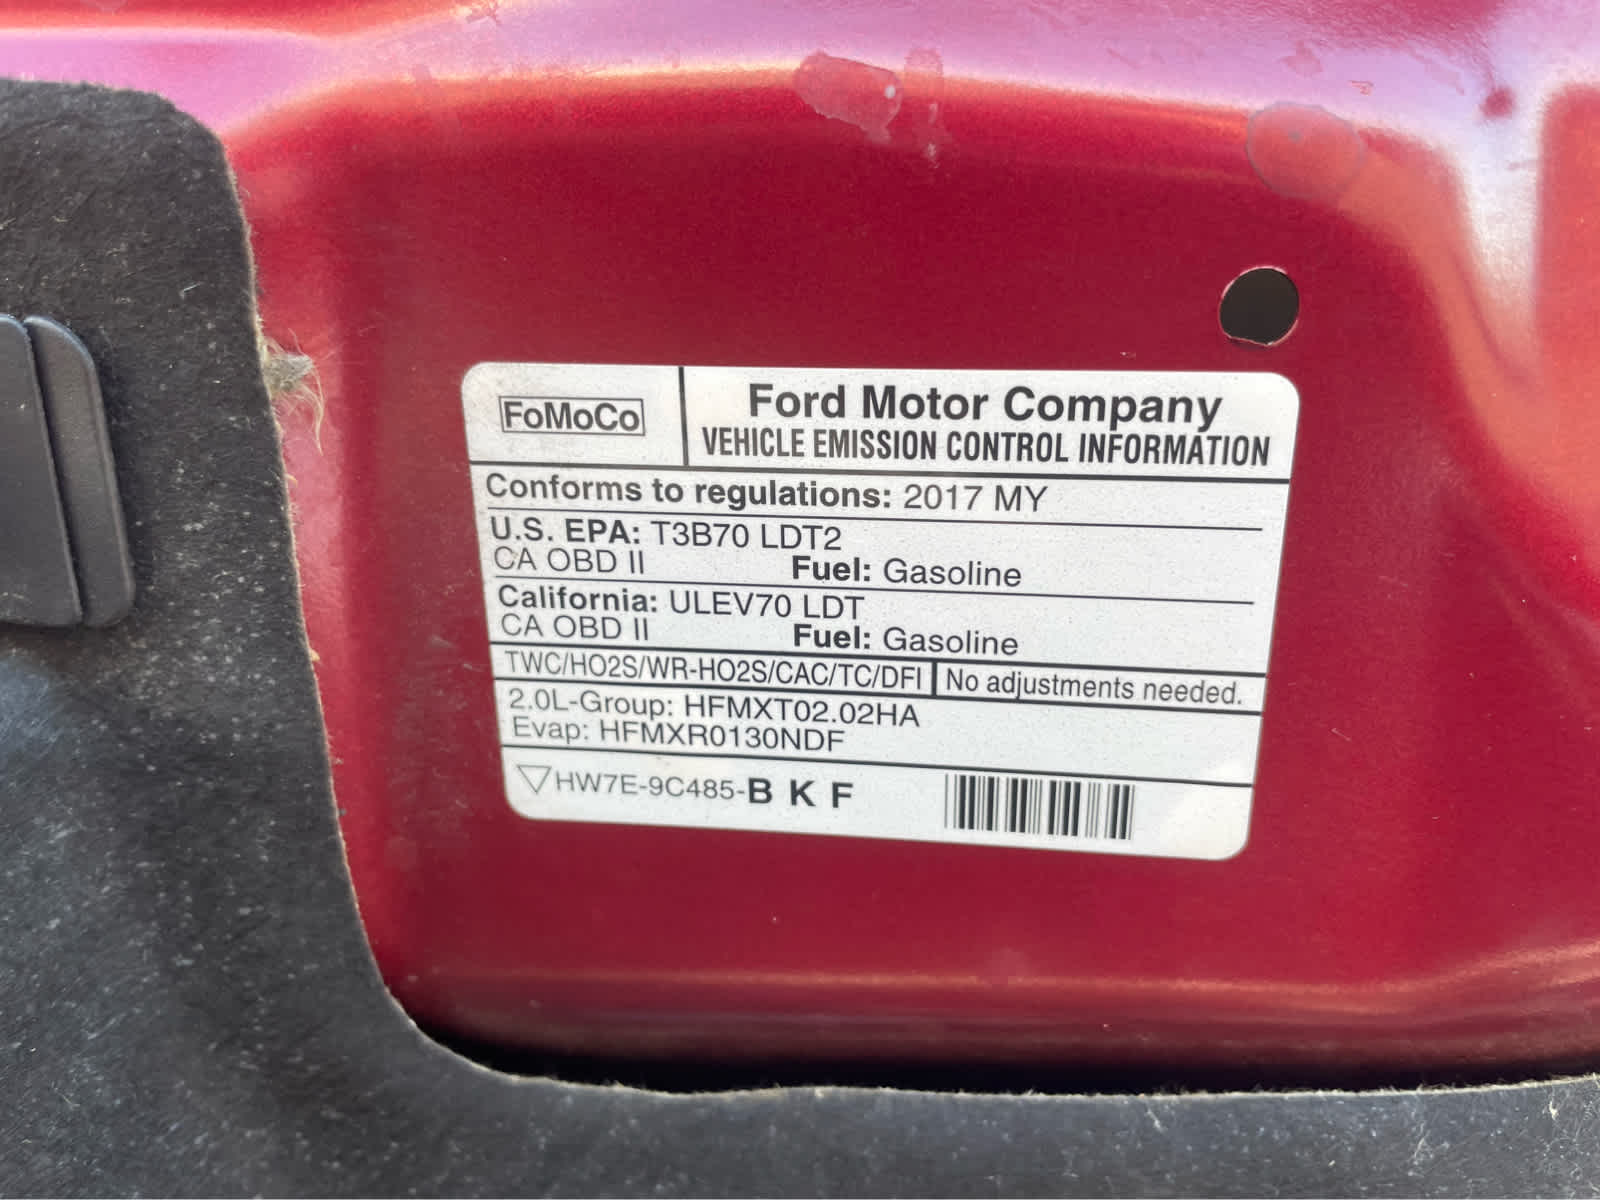 FoMoCo
Ford Motor Company
VEHICLE EMISSION CONTROL INFORMATION
Conforms to regulations: 2017 MY
U.S. EPA: T3B70 LDT2
CA OBD II Fuel: Gasoline
California: ULEV70 LDT
CA OBD II Fuel: Gasoline
TWC/HO2S/WR-HO2S/CAC/TC/DFI No adjustments needed.
2.0L-Group: HFMXT02.02HA
Evap: HFMXR0130NDF
HW7E-9C485-B K F